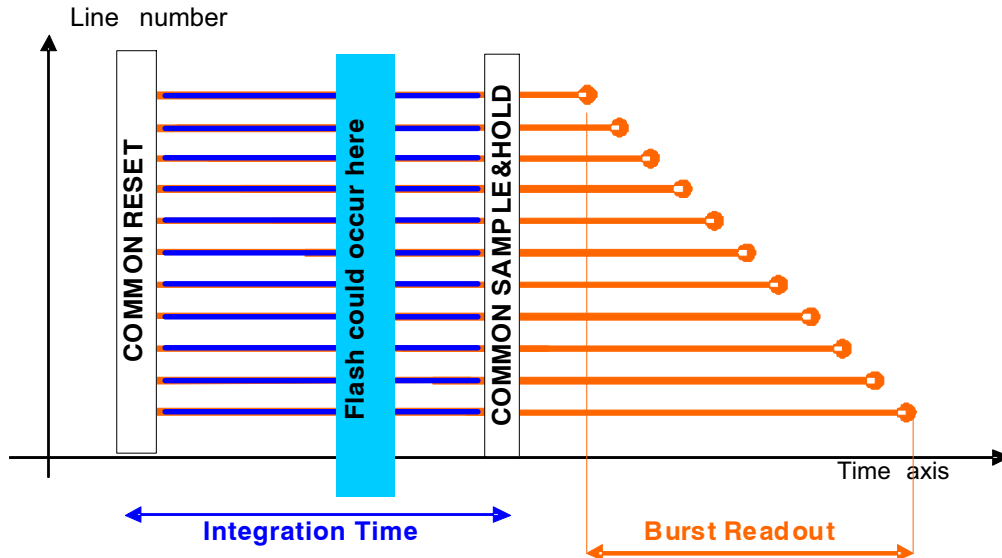 Line number
COMMON RESET
Flash could occur here
COMMON SAMPLE&HOLD
Time axis
Integration Time
Burst Readout